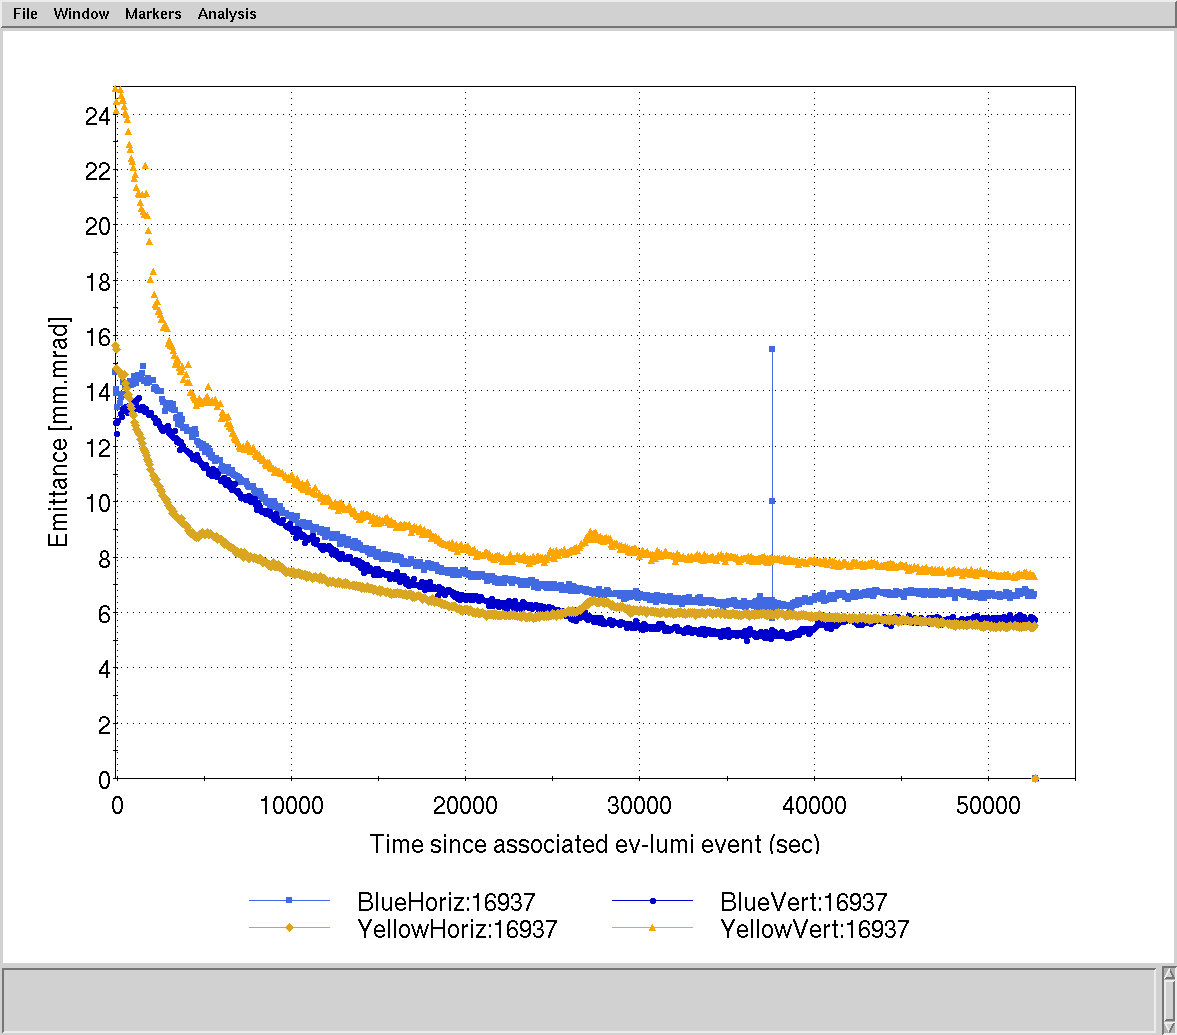 File Window Markers Analysis
24
22
20
18
16
14
12
10
8
6
4
2
0
Emittance [mm.mrad]
0 10000 20000 30000 40000 50000
Time since associated ev-lumi event (sec)
BlueHoriz:16937 BlueVert:16937
YellowHoriz:16937 YellowVert:16937